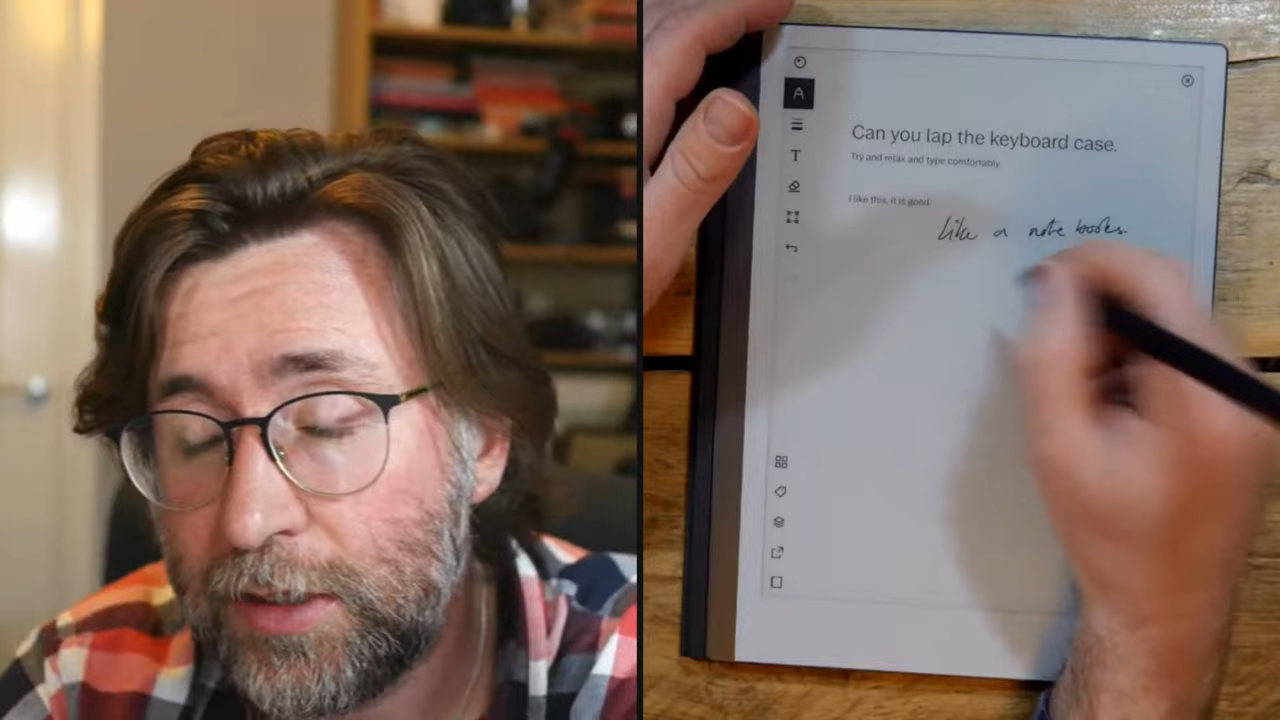 Can you lap the keyboard case.
Try and relax and type comfortably.
I like this, it is good.
like a note books